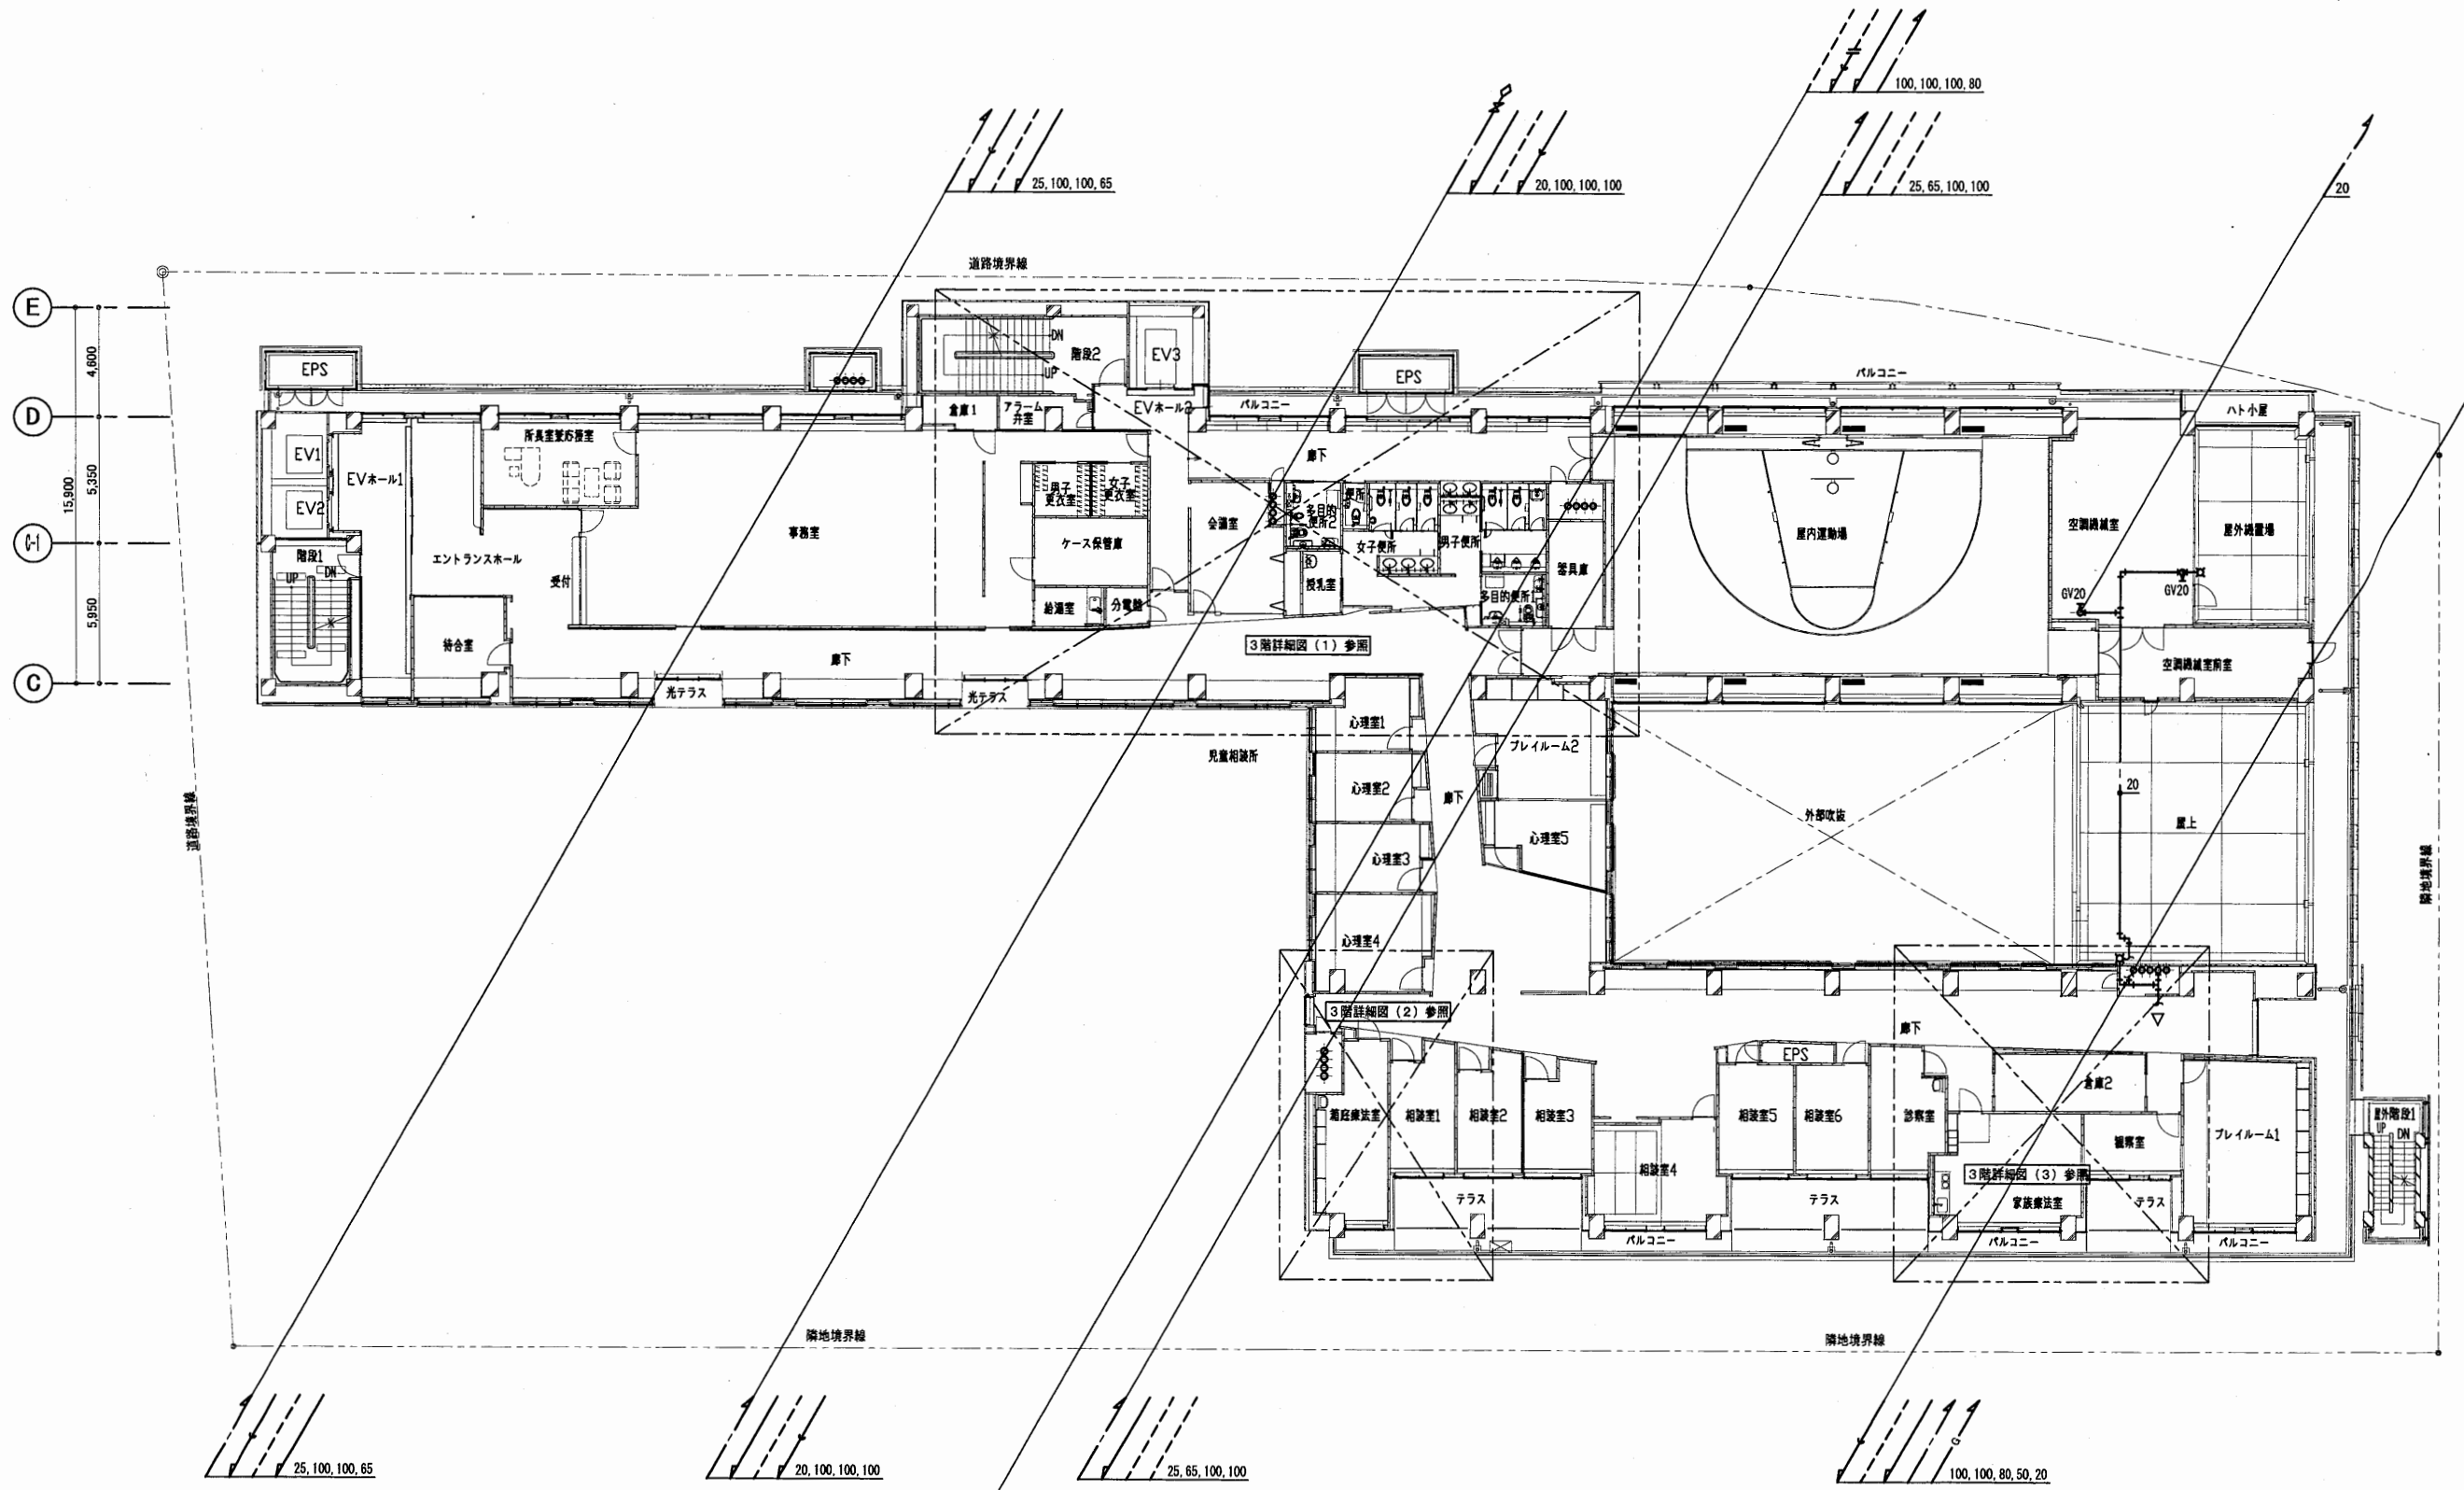 100,100,100,80
25,100,100,65
20,100,100,100
25,65,100,100
20
道路境界線
E
4,600
DN
階段2
UP
EV3
EPS
EPS
バルコニー
D
倉庫1
アラーム
弁室
EVホール2
バルコニー
ハト小屋
所長室兼応接室
EV1
EVホール1
廊下
15,900
5,350
男子
更衣室
女子
更衣室
便所
多目的
便所2
EV2
事務室
会議室
屋内運動場
空調機械室
屋外機置場
C-1
女子便所
男子便所
ケース保管庫
階段1
UP
DN
エントランスホール
受付
器具庫
授乳室
5,950
給湯室
分電盤
多目的便所1
GV20
GV20
待合室
3階詳細図(1)参照
廊下
空調機械室前室
C
光テラス
光テラス
心理室1
プレイルーム2
児童相談所
心理室2
廊下
20
道路境界線
外部吹抜
屋上
心理室5
心理室3
隣地境界線
心理室4
3階詳細図(2)参照
廊下
EPS
倉庫2
箱庭療法室
相談室1
相談室2
相談室3
相談室5
相談室6
診察室
屋外階段1
UP
DN
観察室
プレイルーム1
相談室4
3階詳細図(3)参照
テラス
テラス
家族療法室
テラス
バルコニー
バルコニー
バルコニー
隣地境界線
隣地境界線
25,100,100,65
20,100,100,100
25,65,100,100
G
100,100,80,50,20